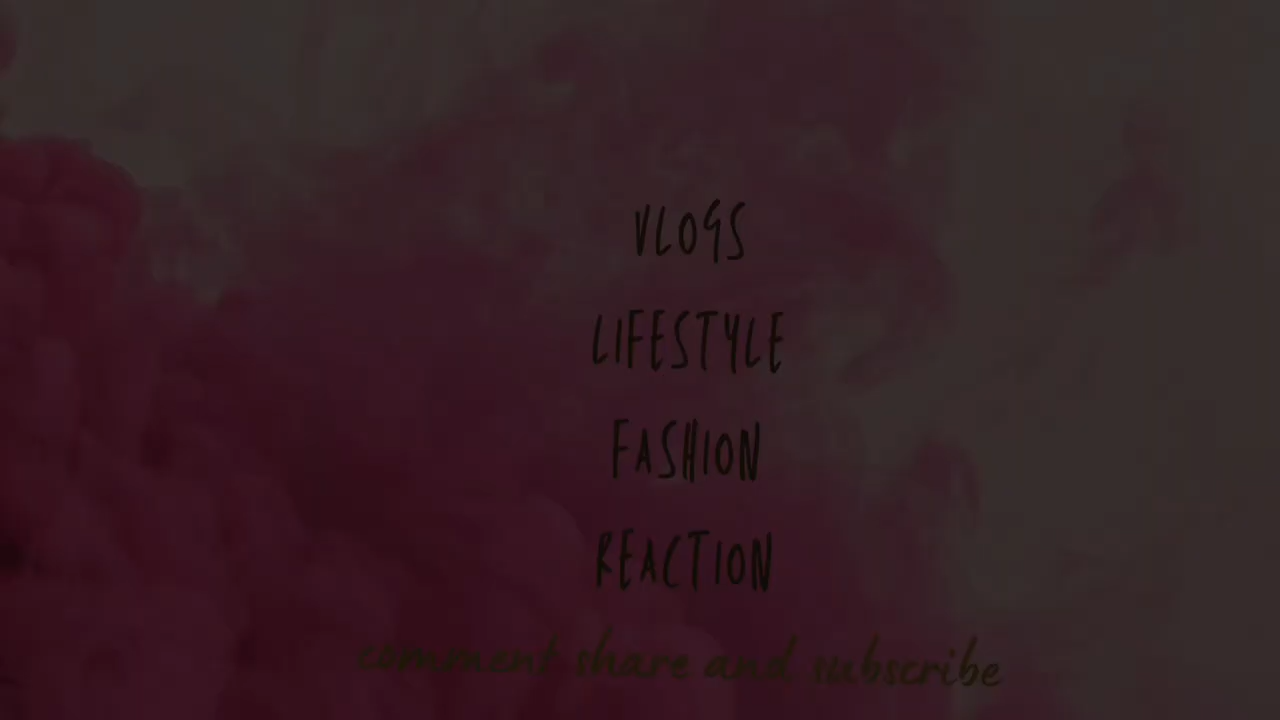 VLOGS
LIFESTYLE
FASHION
REACTION
comment share and subscribe